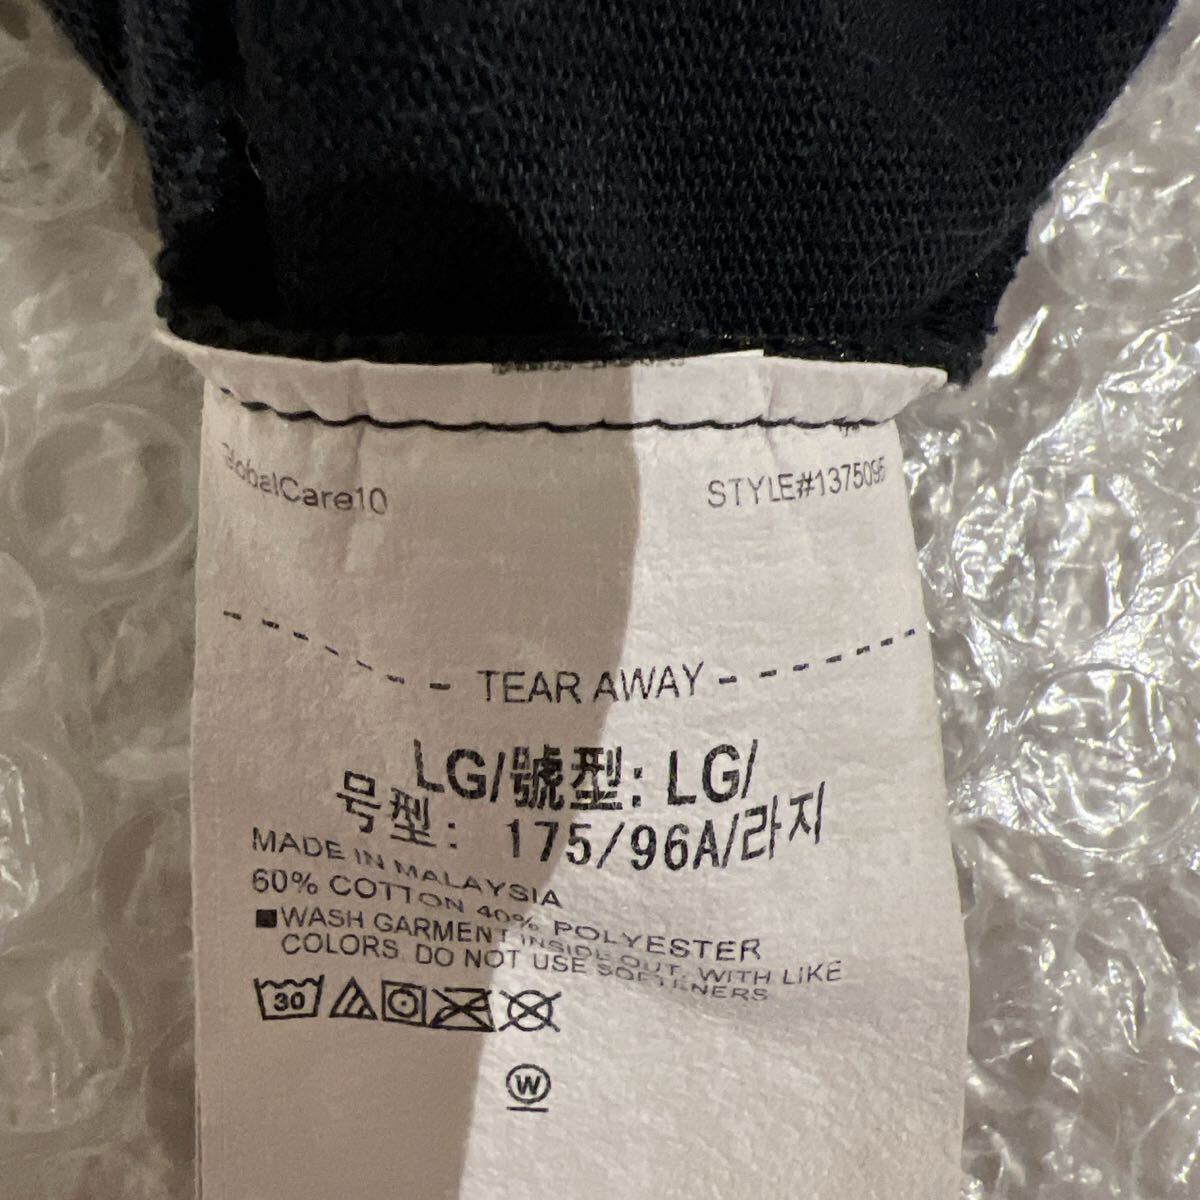 GlobalCare10
STYLE#1375095
TEAR AWAY
LG/號型: LG/
号型: 175/96A/라지
MADE IN MALAYSIA
60% COTTON 40% POLYESTER
■WASH GARMENT INSIDE OUT, WITH LIKE
COLORS. DO NOT USE SOFTENERS
30
W